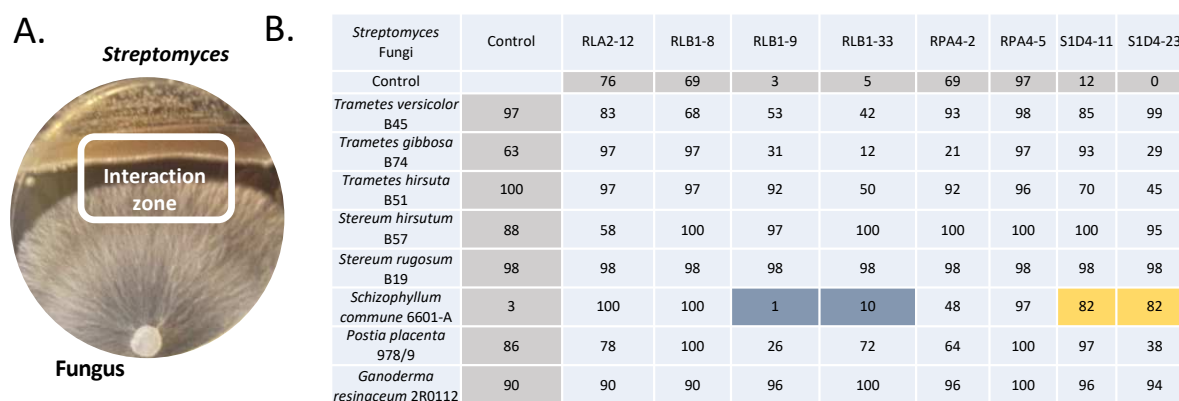 A.
Streptomyces
Interaction
zone
Fungus
B.
Streptomyces
Fungi Control RLA2-12 RLB1-8 RLB1-9 RLB1-33 RPA4-2 RPA4-5 S1D4-11 S1D4-23
Control 76 69 3 5 69 97 12 0
Trametes versicolor
B45 97 83 68 53 42 93 98 85 99
Trametes gibbosa
B74 63 97 97 31 12 21 97 93 29
Trametes hirsuta
B51 100 97 97 92 50 92 96 70 45
Stereum hirsutum
B57 88 58 100 97 100 100 100 100 95
Stereum rugosum
B19 98 98 98 98 98 98 98 98 98
Schizophyllum
commune 6601-A 3 100 100 1 10 48 97 82 82
Postia placenta
978/9 86 78 100 26 72 64 100 97 38
Ganoderma
resinaceum 2R0112 90 90 90 96 100 96 100 96 94